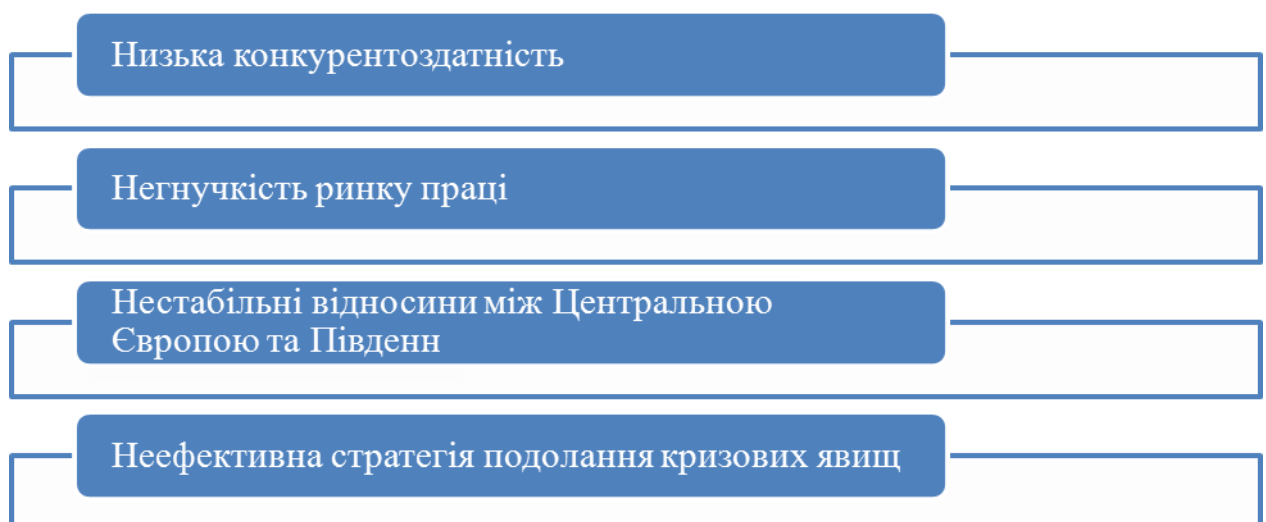 Низька конкурентоздатність
Негнучкість ринку праці
Нестабільні відносини між Центральною
Європою та Південн
Неефективна стратегія подолання кризових явищ